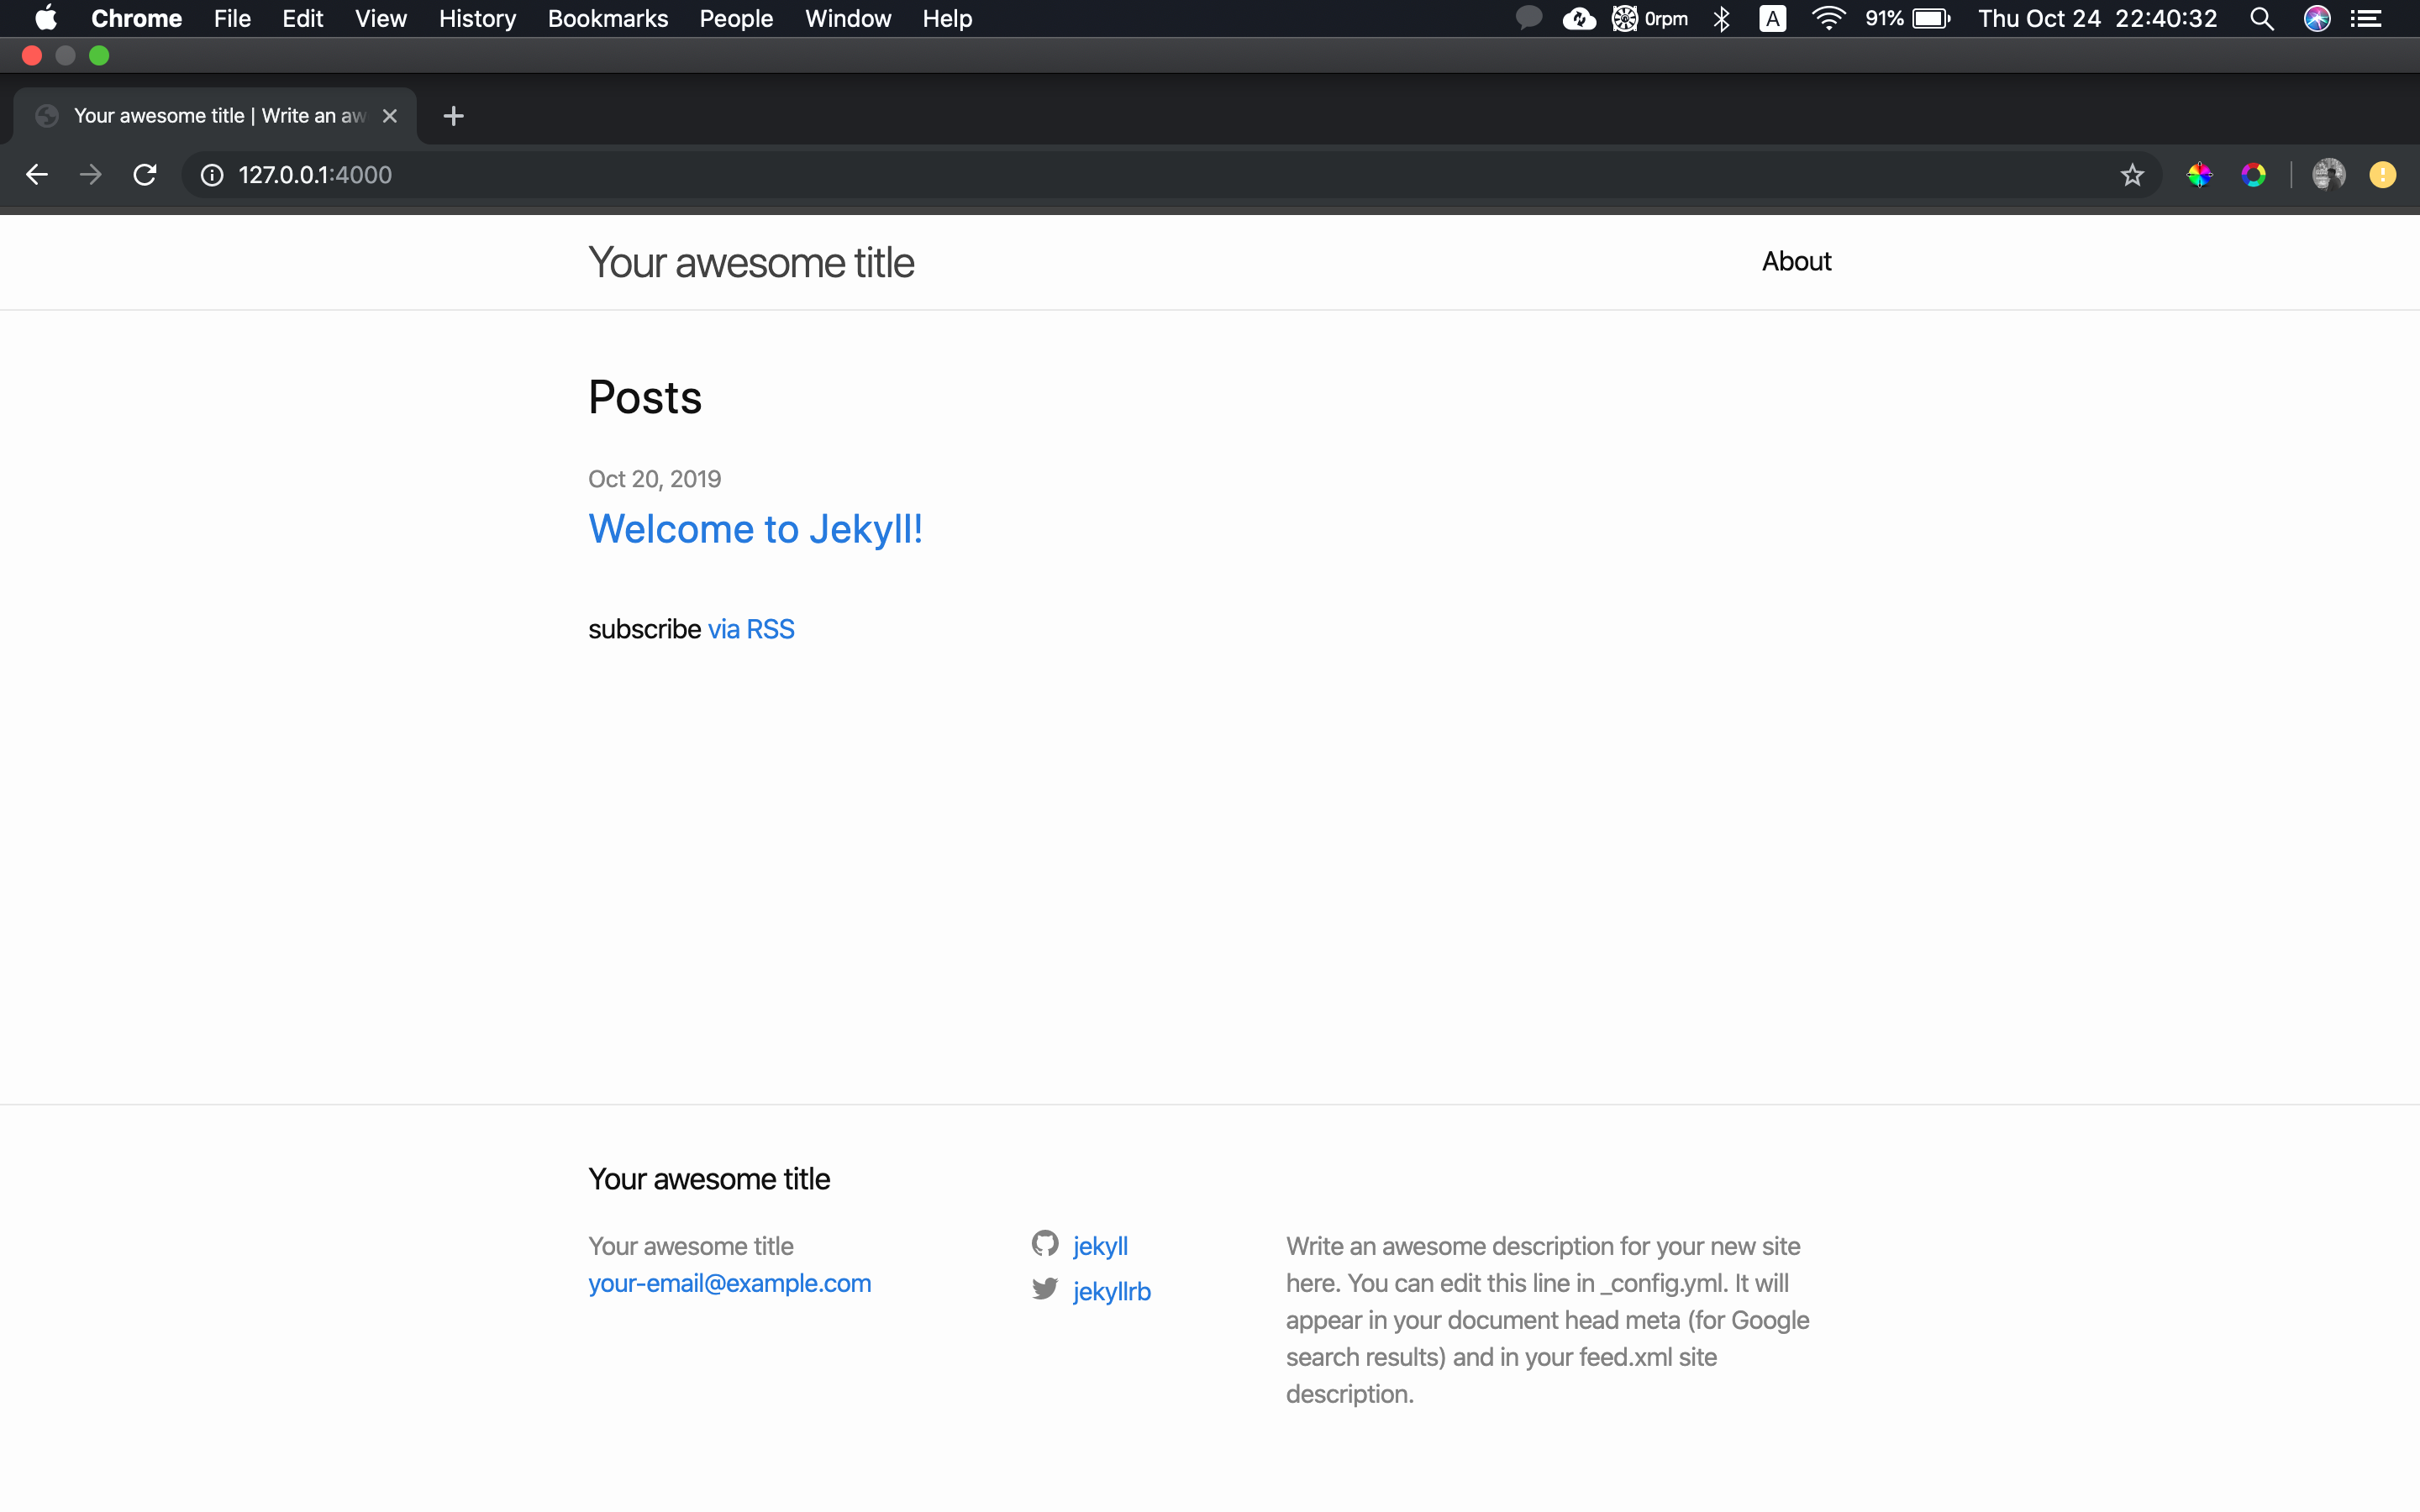 Chrome File Edit View History Bookmarks People Window Help 0rpm A 91% Thu Oct 24 22:40:32
Your awesome title | Write an aw
127.0.0.1:4000
Your awesome title About
Posts
Oct 20, 2019
Welcome to Jekyll!
subscribe via RSS
Your awesome title
Your awesome title
your-email@example.com
jekyll
jekyllrb
Write an awesome description for your new site
here. You can edit this line in _config.yml. It will
appear in your document head meta (for Google
search results) and in your feed.xml site
description.